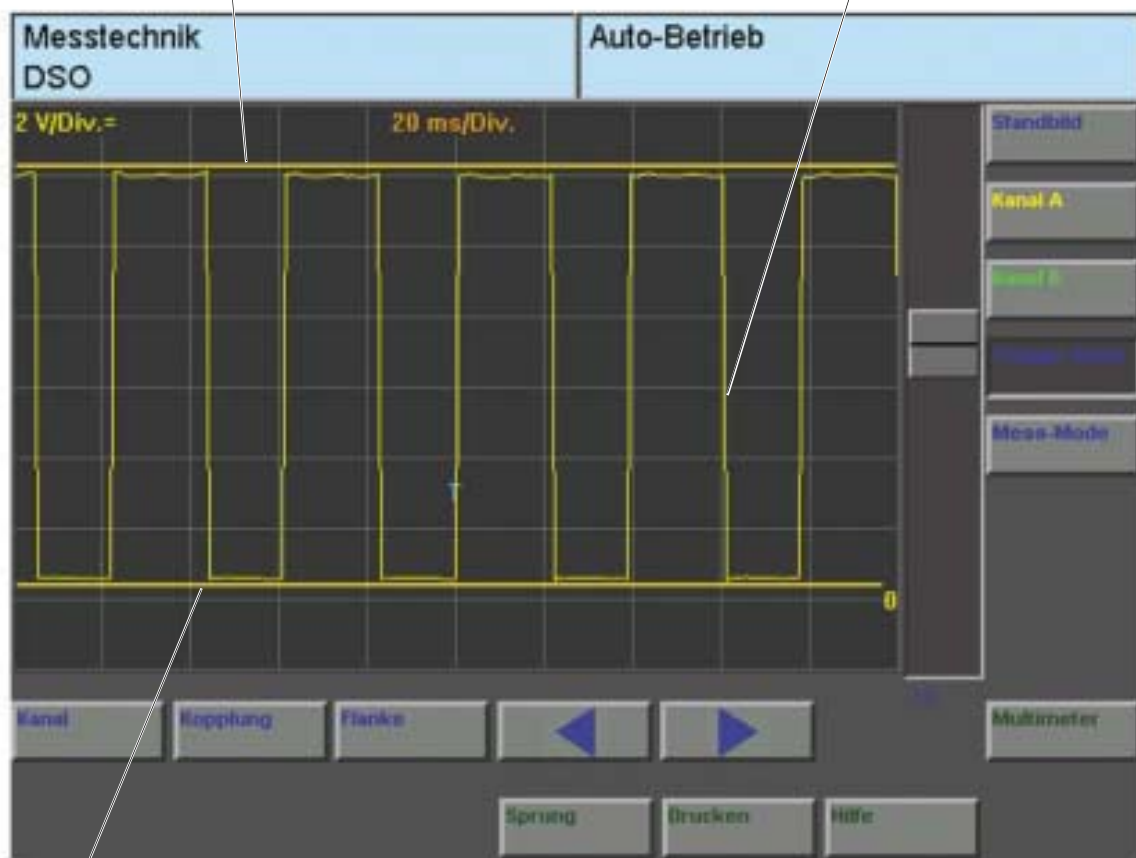 Messtechnik
DSO
Auto-Betrieb
2 V/Div.=
20 ms/Div.
Standbild
Kanal A
T
Mess-Mode
0
Kanal
Kopplung
Flanke
Multimeter
Sprung
Drucken
Hilfe